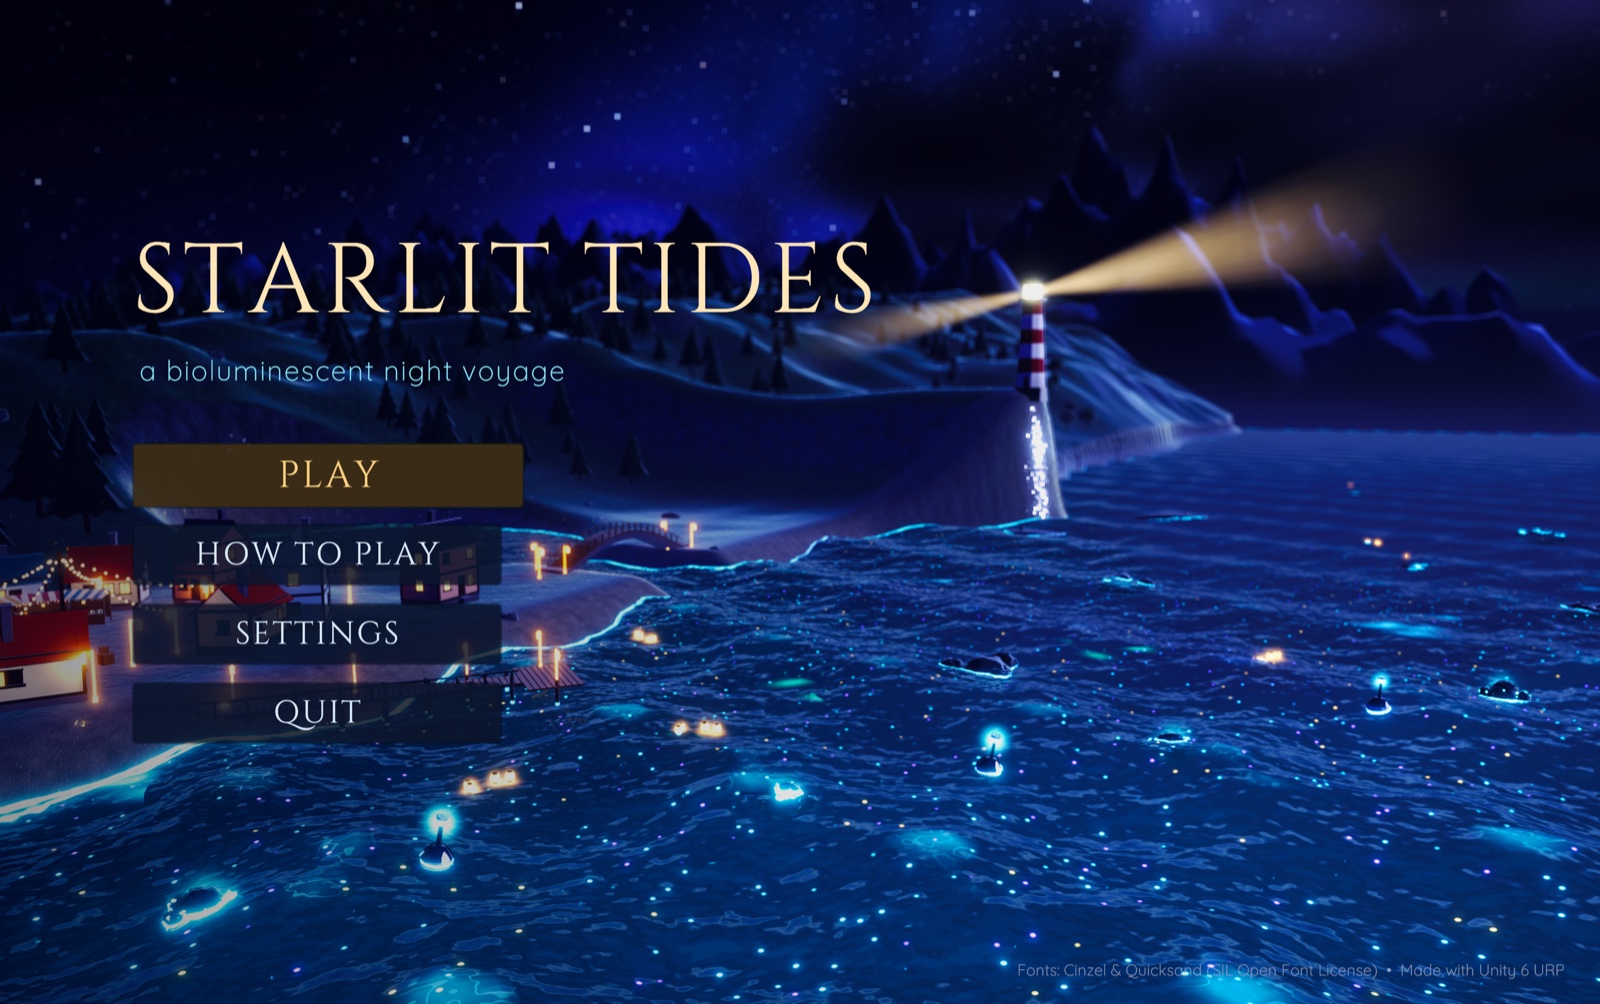 STARLIT TIDES
a bioluminescent night voyage
PLAY
HOW TO PLAY
SETTINGS
QUIT
Fonts: Cinzel & Quicksand (SIL Open Font License) • Made with Unity 6 URP